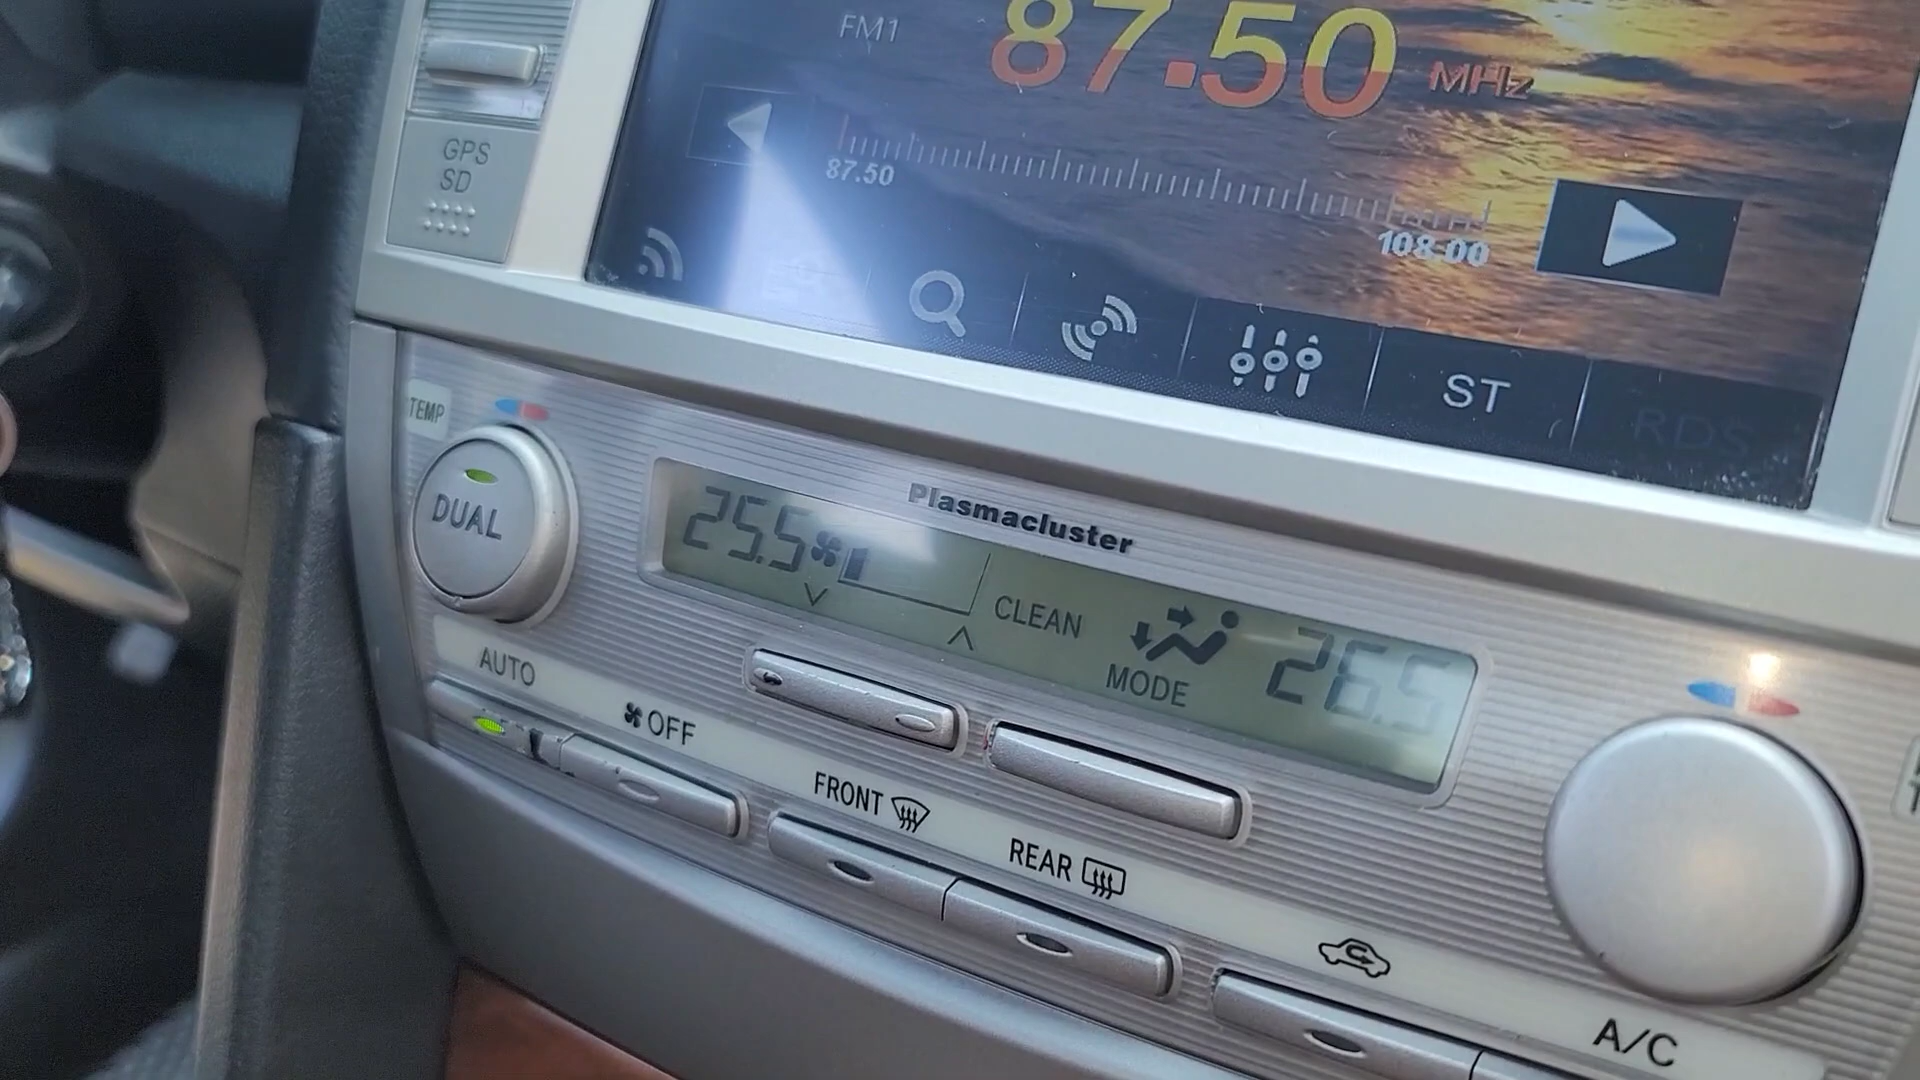 FM1 87.50 MHz
87.50
108.00
GPS
SD
ST
RDS
TEMP
DUAL
Plasmacluster
25.5
CLEAN
MODE
26.5
AUTO
OFF
FRONT
REAR
A/C